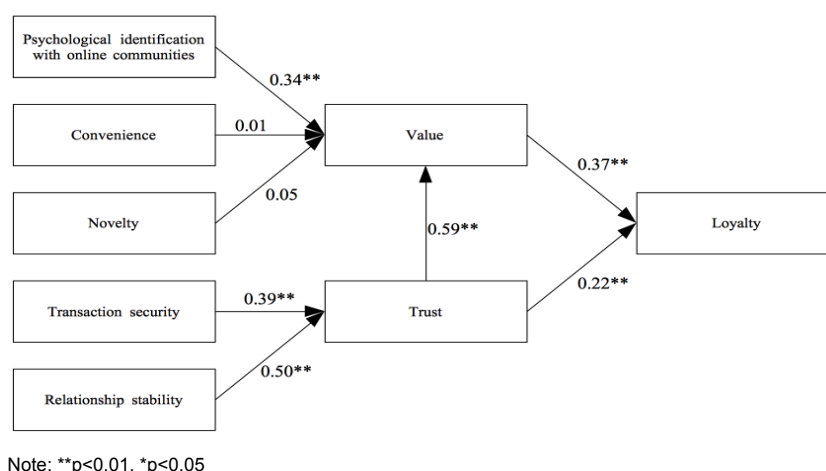 Psychological identification
with online communities
0.34**
Convenience
0.01
Value
0.37**
Novelty
0.05
0.59**
Loyalty
Transaction security
0.39**
Trust
0.22**
Relationship stability
0.50**
Note: **p<0.01, *p<0.05